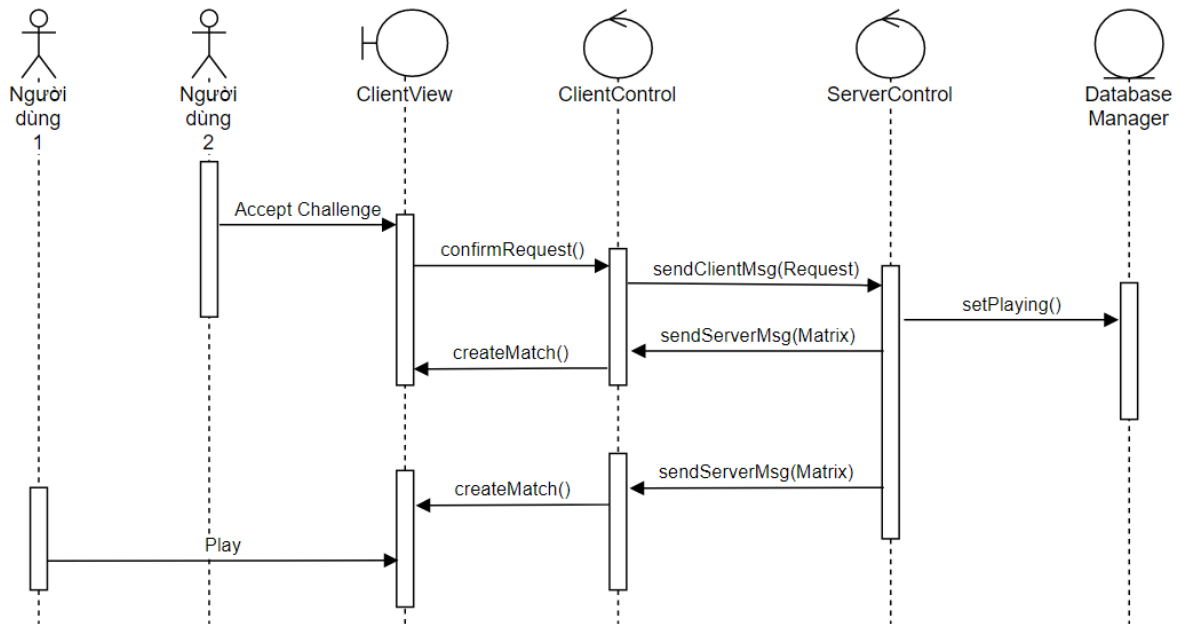 Người
dùng
1
Người
dùng
2
ClientView
ClientControl
ServerControl
Database
Manager
Accept Challenge
confirmRequest()
sendClientMsg(Request)
setPlaying()
sendServerMsg(Matrix)
createMatch()
sendServerMsg(Matrix)
createMatch()
Play